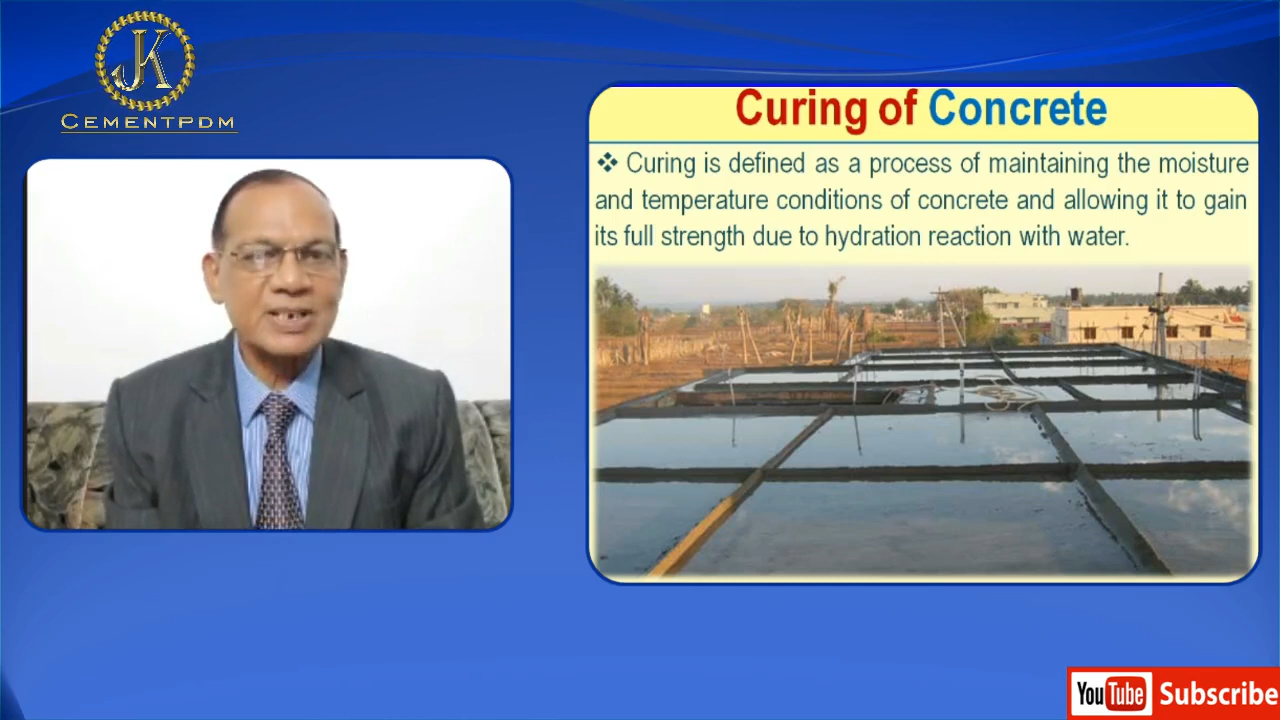 JK
CEMENTPDM
Curing of Concrete
❖ Curing is defined as a process of maintaining the moisture
and temperature conditions of concrete and allowing it to gain
its full strength due to hydration reaction with water.
YouTube Subscribe